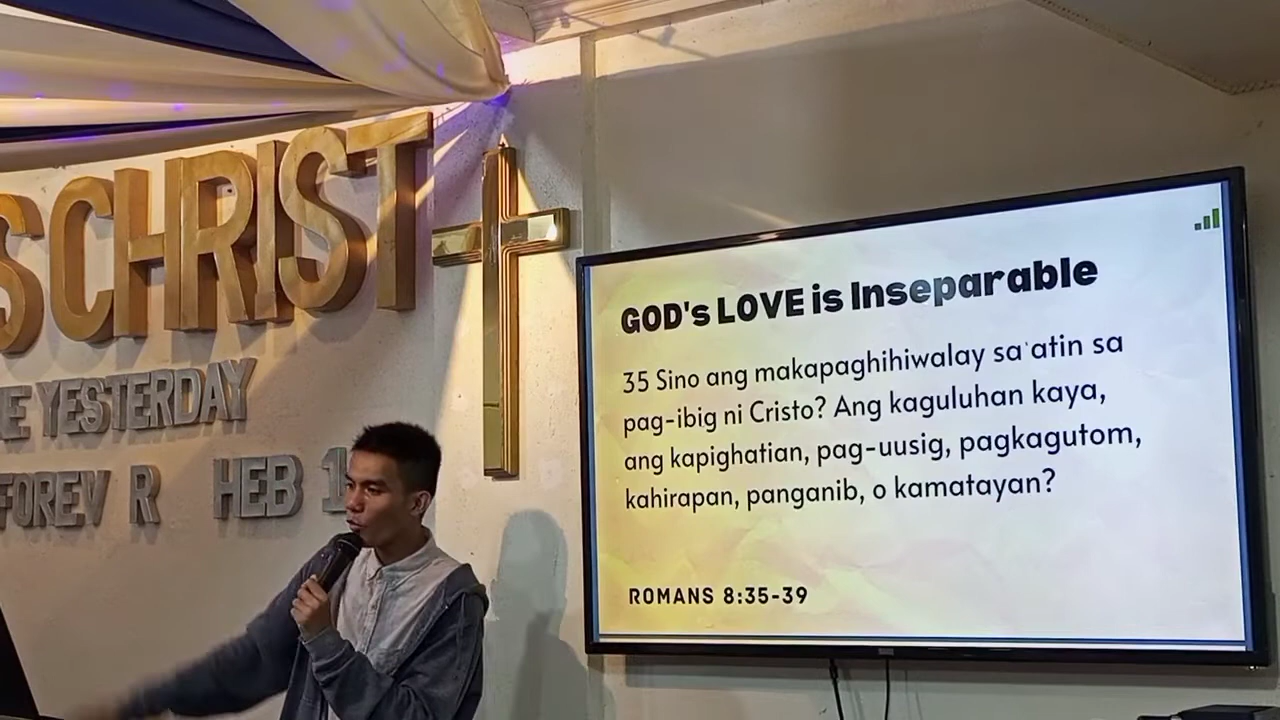 S CHRIST
E YESTERDAY
FOREV R HEB 1
GOD's LOVE is Inseparable
35 Sino ang makapaghihiwalay sa'atin sa
pag-ibig ni Cristo? Ang kaguluhan kaya,
ang kapighatian, pag-uusig, pagkagutom,
kahirapan, panganib, o kamatayan?
ROMANS 8:35-39